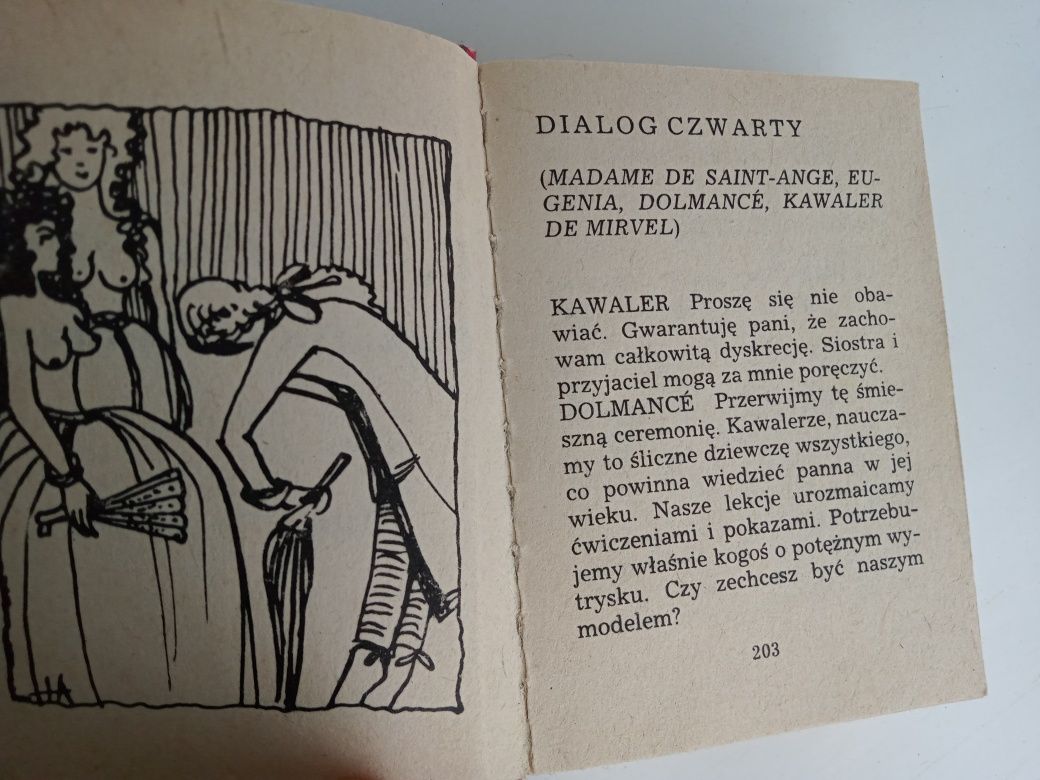 DIALOG CZWARTY
(MADAME DE SAINT-ANGE, EU-
GENIA, DOLMANCÉ, KAWALER
DE MIRVEL)
KAWALER Proszę się nie oba-
wiać. Gwarantuję pani, że zacho-
wam całkowitą dyskrecję. Siostra i
przyjaciel mogą za mnie poręczyć.
DOLMANCÉ Przerwijmy tę śmie-
szną ceremonię. Kawalerze, naucza-
my to śliczne dziewczę wszystkiego,
co powinna wiedzieć panna w jej
wieku. Nasze lekcje urozmaicamy
ćwiczeniami i pokazami. Potrzebu-
jemy właśnie kogoś o potężnym wy-
trysku. Czy zechcesz być naszym
modelem?
203